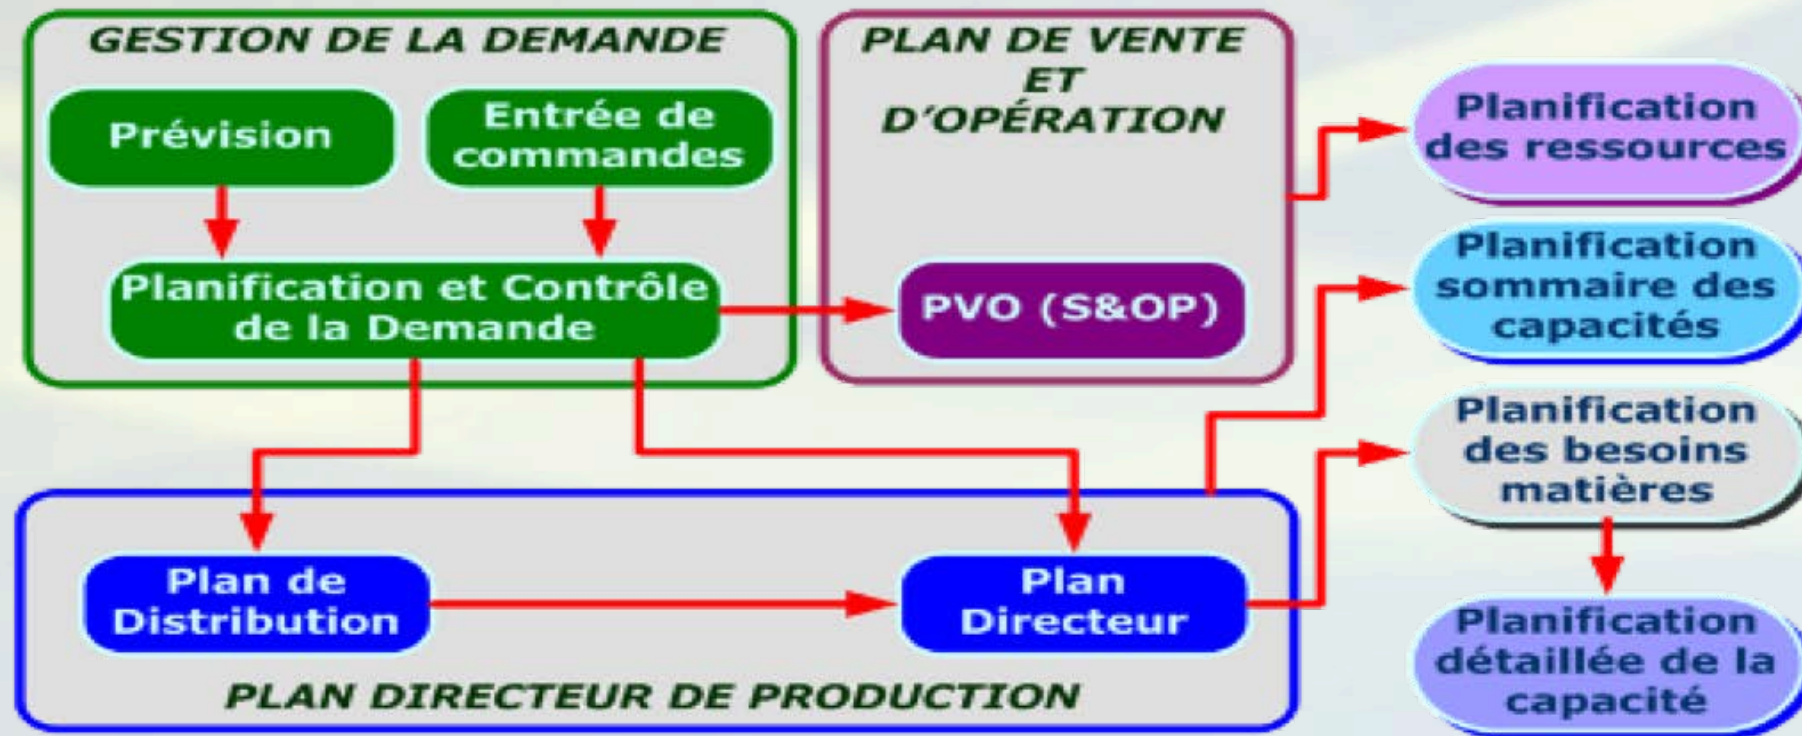 GESTION DE LA DEMANDE
Prévision
Entrée de
commandes
Planification et Contrôle
de la Demande
PLAN DE VENTE
ET
D'OPÉRATION
PVO (S&OP)
Planification
des ressources
Planification
sommaire des
capacités
Planification
des besoins
matières
Planification
détaillée de la
capacité
Plan de
Distribution
Plan
Directeur
PLAN DIRECTEUR DE PRODUCTION